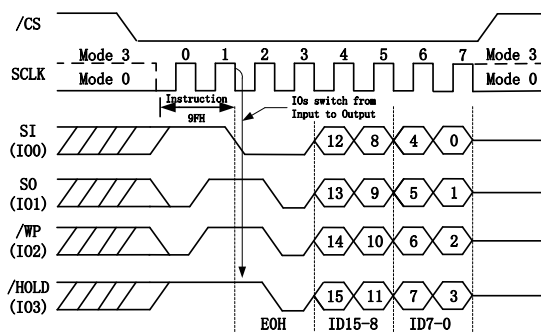 /CS
Mode 3 0 1 2 3 4 5 6 7 Mode 3
SCLK
Mode 0 Mode 0
Instruction
9FH
IOs switch from
Input to Output
SI
(IO0) 12 8 4 0
SO
(IO1) 13 9 5 1
/WP
(IO2) 14 10 6 2
/HOLD
(IO3) 15 11 7 3
EOH ID15-8 ID7-0